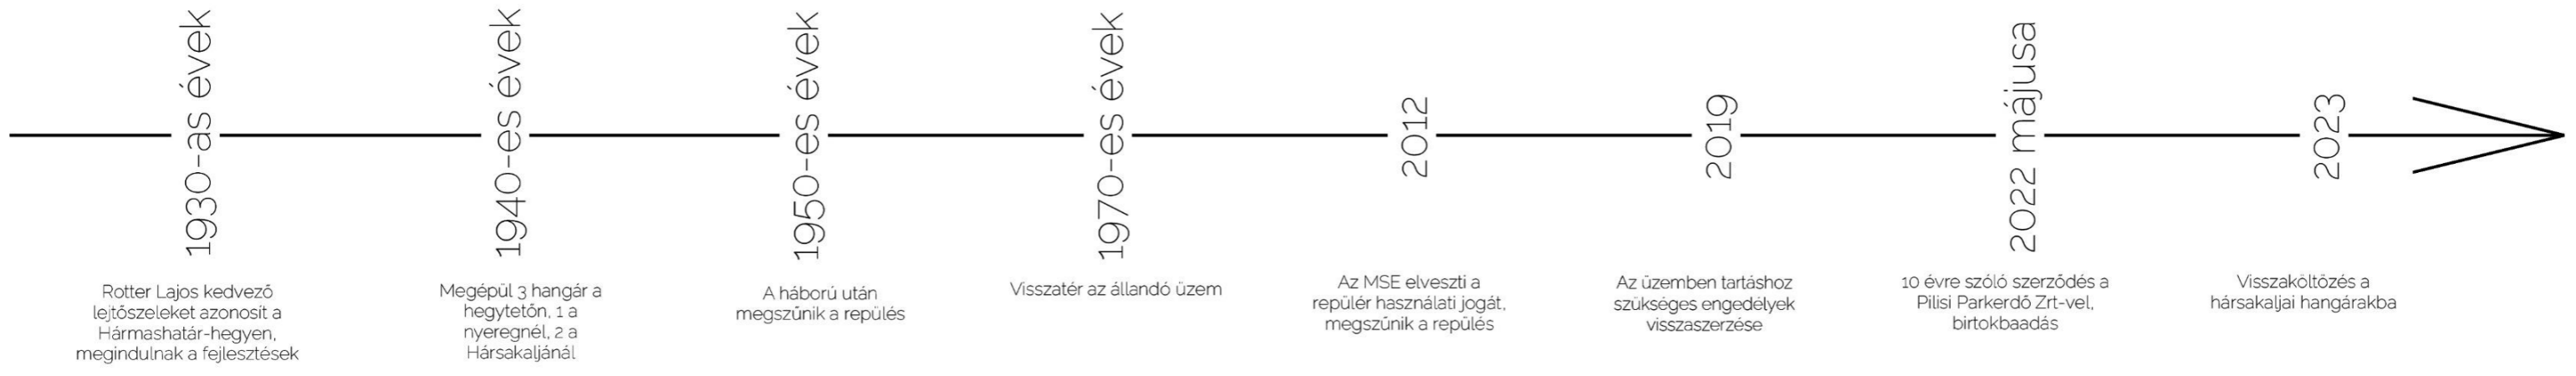 1930-as évek
Rotter Lajos kedvező
lejtőszeleket azonosít a
Hármashatár-hegyen,
megindulnak a fejlesztések
1940-es évek
Megépül 3 hangár a
hegytetőn, 1 a
nyeregnél, 2 a
Hársakaljánál
1950-es évek
A háború után
megszűnik a repülés
1970-es évek
Visszatér az állandó üzem
2012
Az MSE elveszti a
repülér használati jogát,
megszűnik a repülés
2019
Az üzemben tartáshoz
szükséges engedélyek
visszaszerzése
2022 májusa
10 évre szóló szerződés a
Pilisi Parkerdő Zrt-vel,
birtokbaadás
2023
Visszaköltözés a
hársakaljai hangárakba